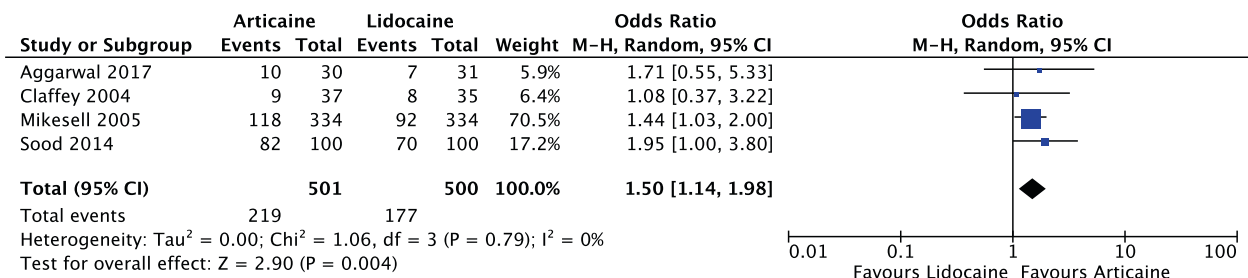 Articaine Lidocaine Odds Ratio Odds Ratio
Study or Subgroup Events Total Events Total Weight M-H, Random, 95% CI M-H, Random, 95% CI
Aggarwal 2017 10 30 7 31 5.9% 1.71 [0.55, 5.33]
Claffey 2004 9 37 8 35 6.4% 1.08 [0.37, 3.22]
Mikesell 2005 118 334 92 334 70.5% 1.44 [1.03, 2.00]
Sood 2014 82 100 70 100 17.2% 1.95 [1.00, 3.80]
Total (95% CI) 501 500 100.0% 1.50 [1.14, 1.98]
Total events 219 177
Heterogeneity: Tau² = 0.00; Chi² = 1.06, df = 3 (P = 0.79); I² = 0%
Test for overall effect: Z = 2.90 (P = 0.004)
0.01 0.1 1 10 100
Favours Lidocaine Favours Articaine